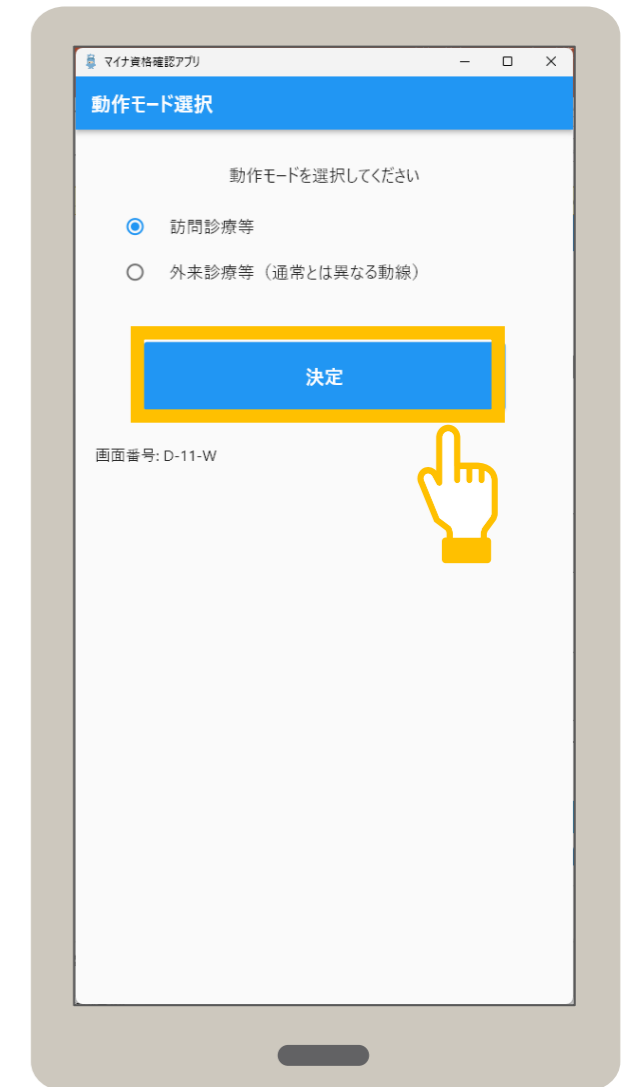 マイナ資格確認アプリ
動作モード選択
動作モードを選択してください
訪問診療等
外来診療等（通常とは異なる動線）
決定
画面番号: D-11-W